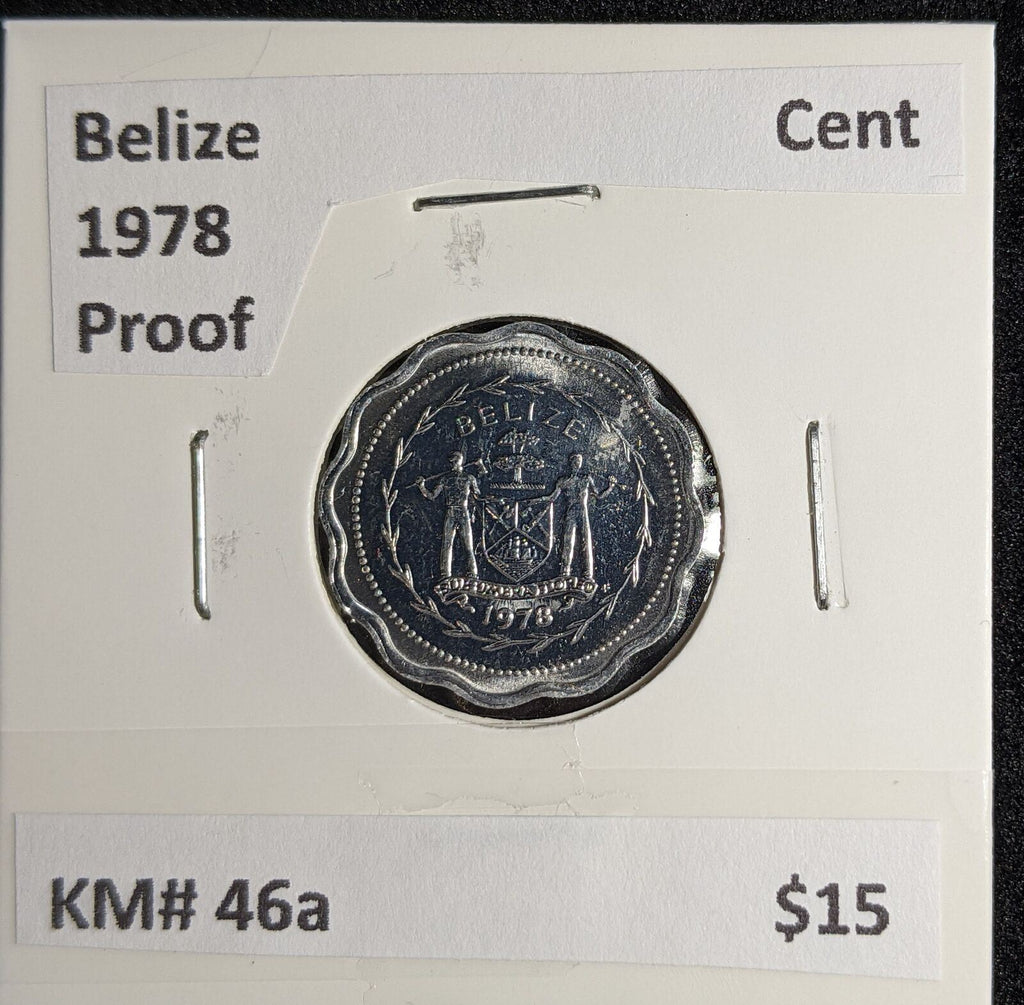 Belize
Cent
1978
Proof
BELIZE
1978
KM# 46a
$15